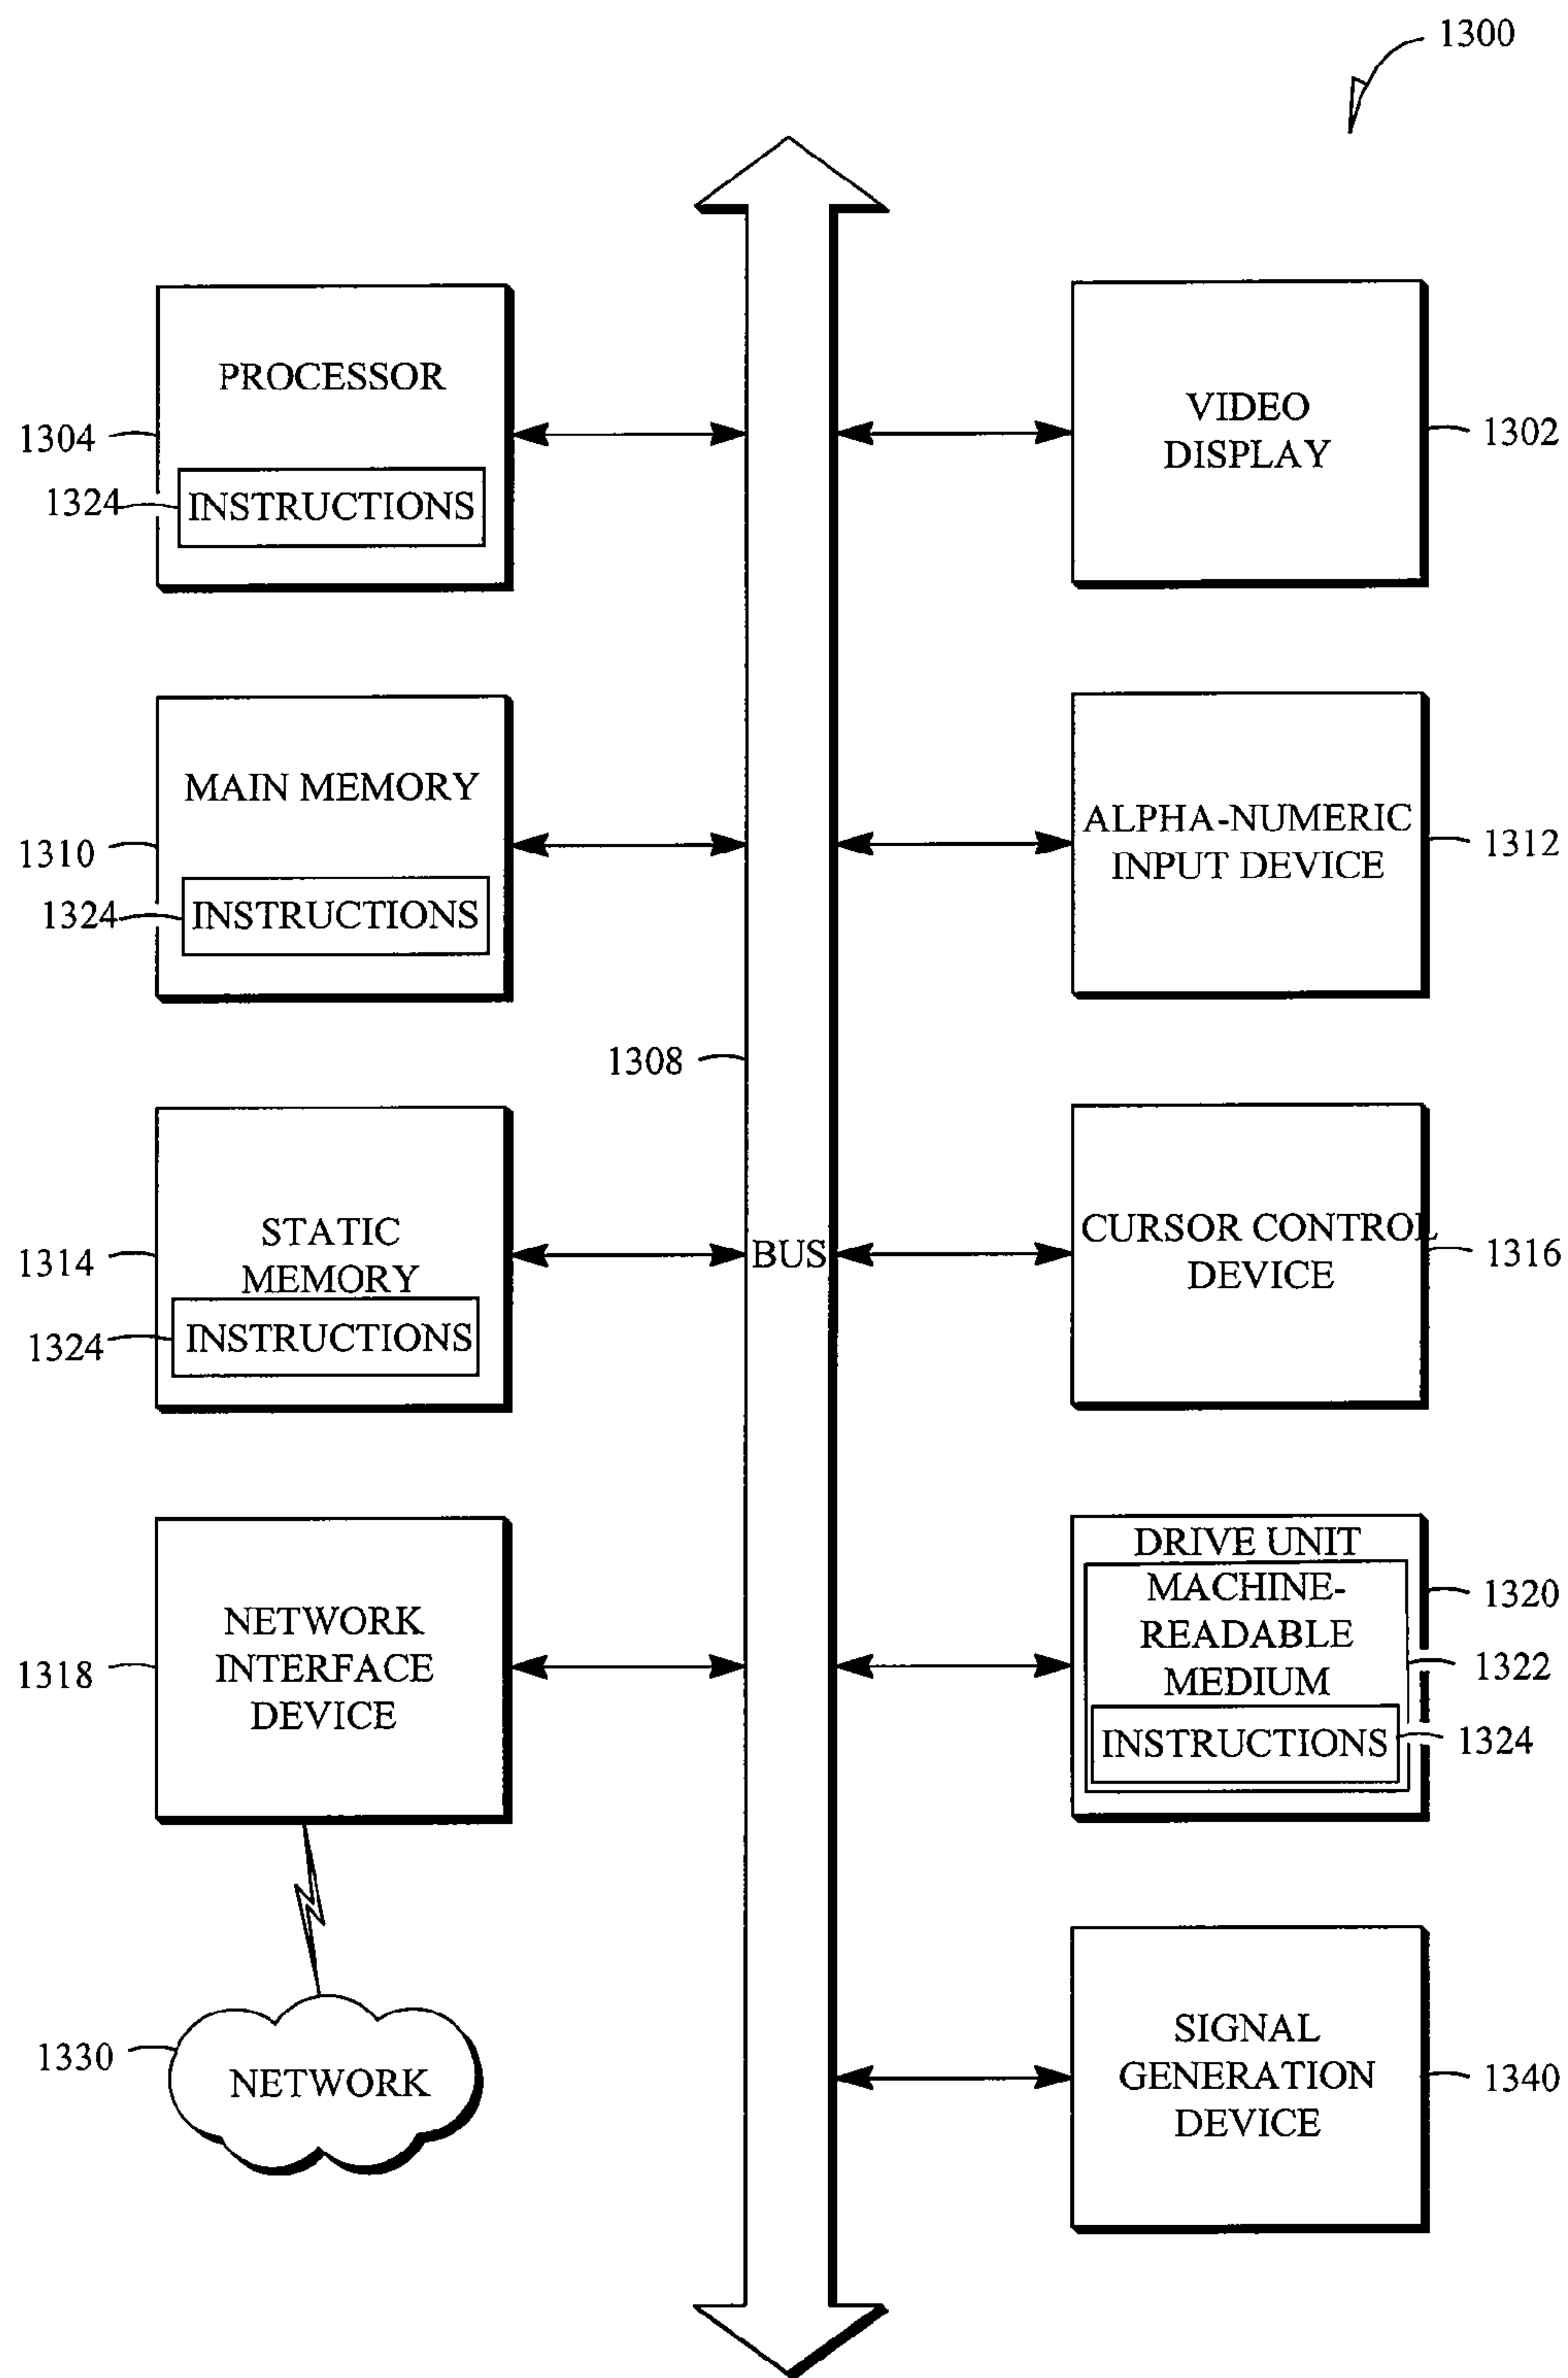 1300
PROCESSOR
1304
1324
INSTRUCTIONS
VIDEO
DISPLAY
1302
MAIN MEMORY
1310
1324
INSTRUCTIONS
ALPHA-NUMERIC
INPUT DEVICE
1312
1308
BUS
STATIC
MEMORY
1314
1324
INSTRUCTIONS
CURSOR CONTROL
DEVICE
1316
NETWORK
INTERFACE
DEVICE
1318
DRIVE UNIT
MACHINE-
READABLE
MEDIUM
INSTRUCTIONS
1320
1322
1324
1330
NETWORK
SIGNAL
GENERATION
DEVICE
1340